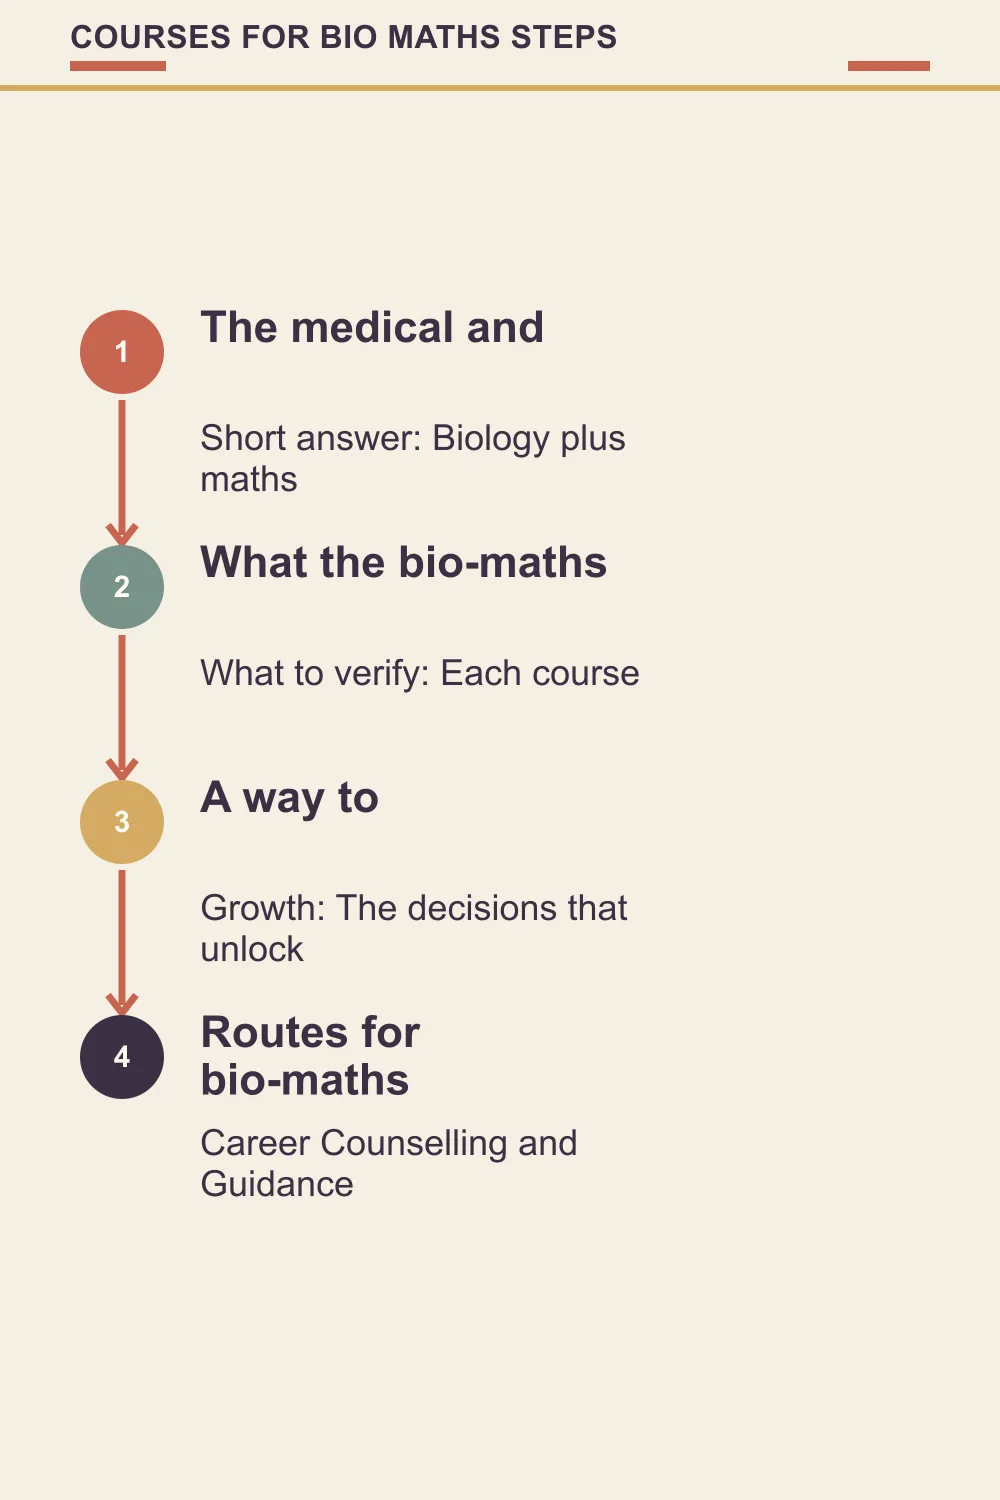 COURSES FOR BIO MATHS STEPS
1
The medical and
Short answer: Biology plus
maths
2
What the bio-maths
What to verify: Each course
3
A way to
Growth: The decisions that
unlock
4
Routes for
bio-maths
Career Counselling and
Guidance